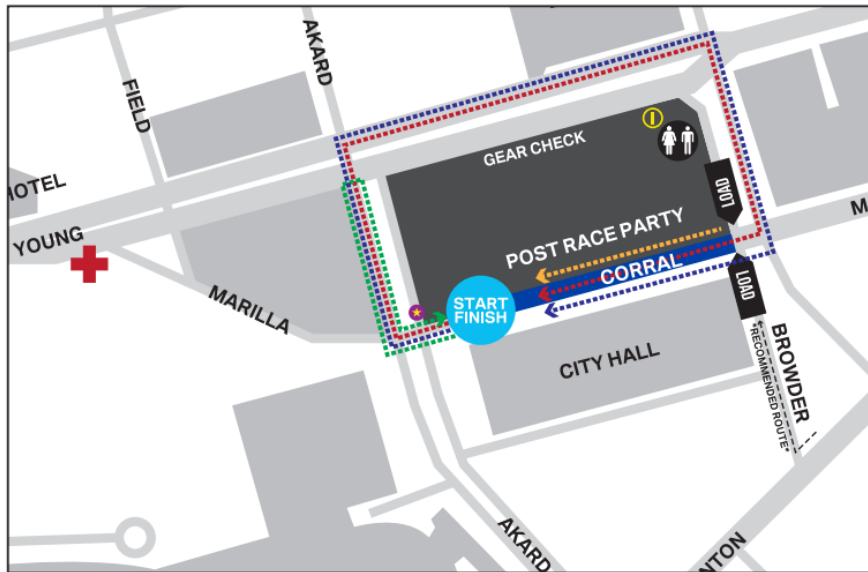 AKARD
FIELD
HOTEL
YOUNG
MARILLA
GEAR CHECK
LOAD
POST RACE PARTY
CORRAL
START
FINISH
LOAD
CITY HALL
BROWDER
*RECOMMENDED ROUTE*
AKARD